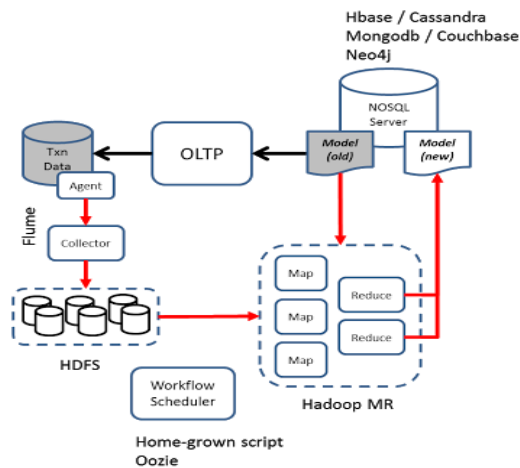 Hbase / Cassandra
Mongodb / Couchbase
Neo4j
NOSQL
Server
Model
(old)
Model
(new)
OLTP
Txn
Data
Agent
Flume
Collector
HDFS
Map
Map
Map
Reduce
Reduce
Hadoop MR
Workflow
Scheduler
Home-grown script
Oozie